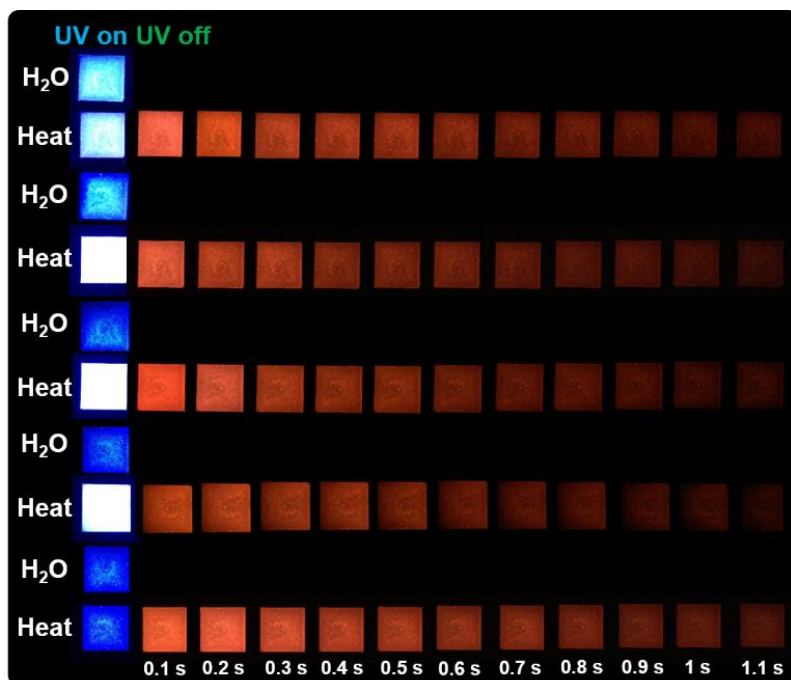 UV on UV off
H₂O
Heat
H₂O
Heat
H₂O
Heat
H₂O
Heat
H₂O
Heat
0.1 s 0.2 s 0.3 s 0.4 s 0.5 s 0.6 s 0.7 s 0.8 s 0.9 s 1 s 1.1 s